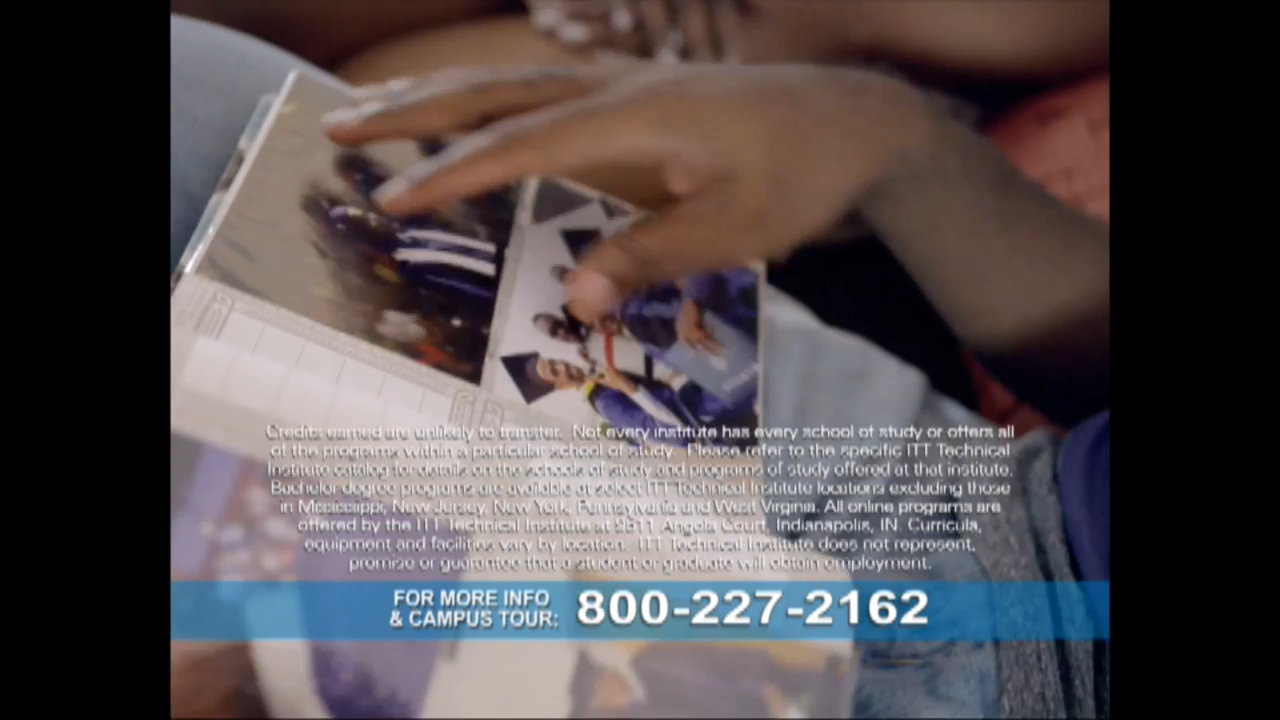 Credits earned are unlikely to transfer. Not every institute has every school of study or offers all
of the programs within a particular school of study. Please refer to the specific ITT Technical
Institute catalog for details on the schools of study and programs of study offered at that institute.
Bachelor degree programs are available at select ITT Technical Institute locations excluding those
in Mississippi, New Jersey, New York, Pennsylvania and West Virginia. All online programs are
offered by the ITT Technical Institute at 9511 Angola Court, Indianapolis, IN. Curricula,
equipment and facilities vary by location. ITT Technical Institute does not represent,
promise or guarantee that a student or graduate will obtain employment.
FOR MORE INFO
& CAMPUS TOUR: 800-227-2162